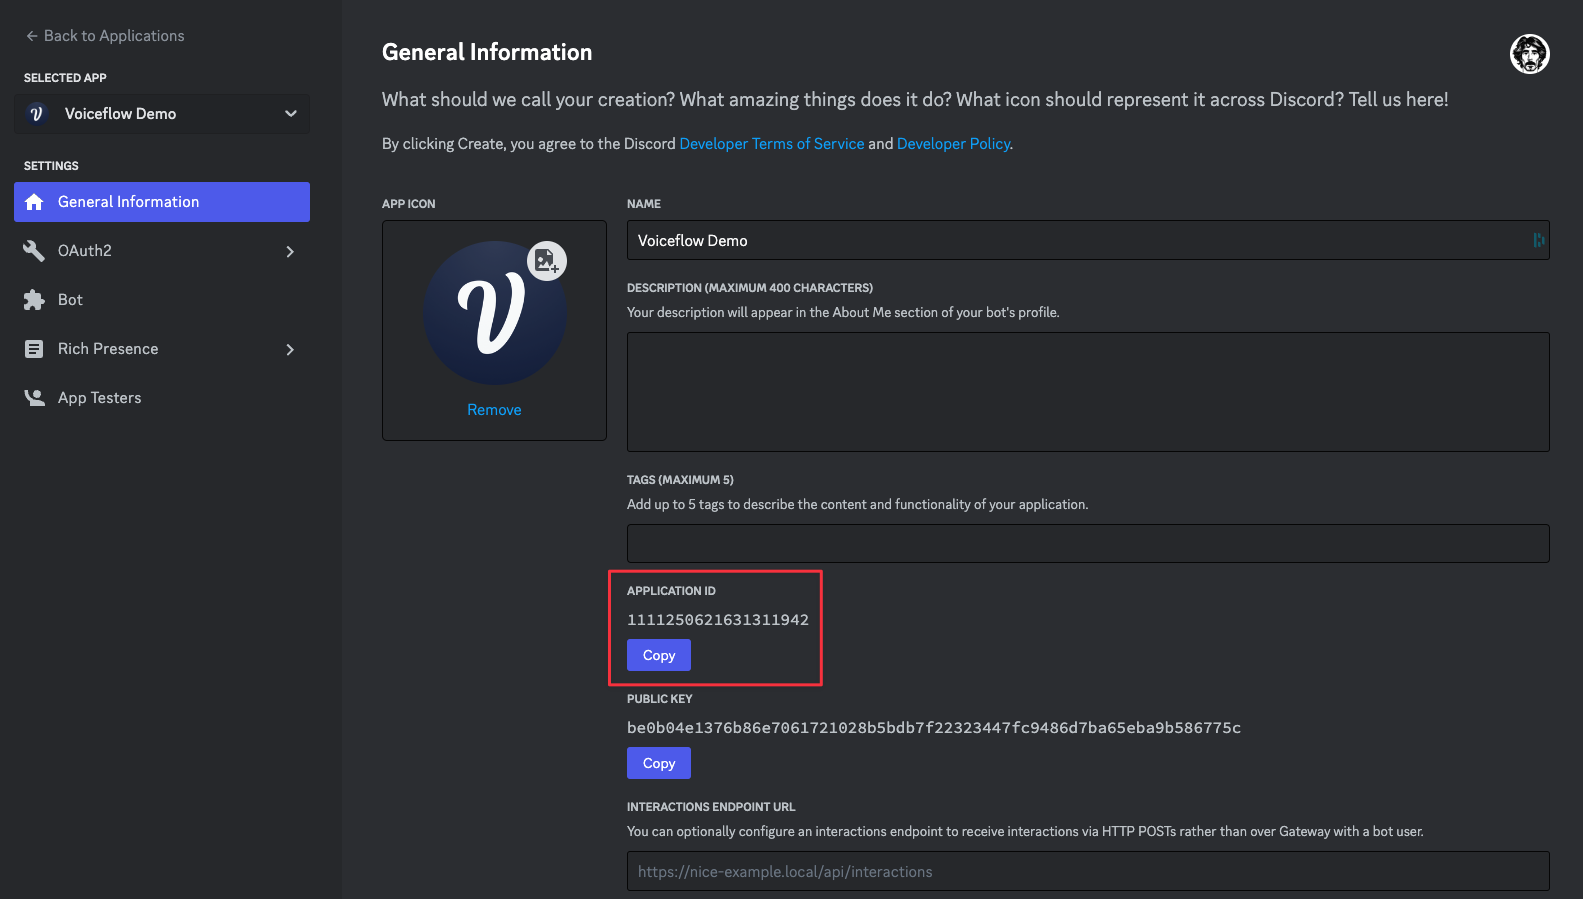 Back to Applications
SELECTED APP
Voiceflow Demo
SETTINGS
General Information
OAuth2
Bot
Rich Presence
App Testers
General Information
What should we call your creation? What amazing things does it do? What icon should represent it across Discord? Tell us here!
By clicking Create, you agree to the Discord Developer Terms of Service and Developer Policy.
APP ICON
V
Remove
NAME
Voiceflow Demo
DESCRIPTION (MAXIMUM 400 CHARACTERS)
Your description will appear in the About Me section of your bot's profile.
TAGS (MAXIMUM 5)
Add up to 5 tags to describe the content and functionality of your application.
APPLICATION ID
1111250621631311942
Copy
PUBLIC KEY
be0b04e1376b86e7061721028b5bdb7f22323447fc9486d7ba65eba9b586775c
Copy
INTERACTIONS ENDPOINT URL
You can optionally configure an interactions endpoint to receive interactions via HTTP POSTs rather than over Gateway with a bot user.
https://nice-example.local/api/interactions